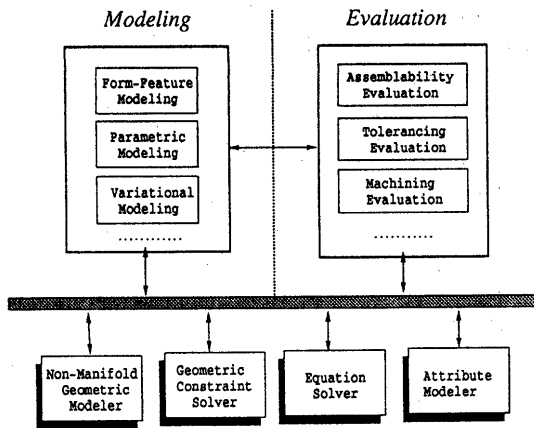 Modeling
Evaluation
Form-Feature
Modeling
Parametric
Modeling
Variational
Modeling
............
Assemblability
Evaluation
Tolerancing
Evaluation
Machining
Evaluation
...........
Non-Manifold
Geometric
Modeler
Geometric
Constraint
Solver
Equation
Solver
Attribute
Modeler